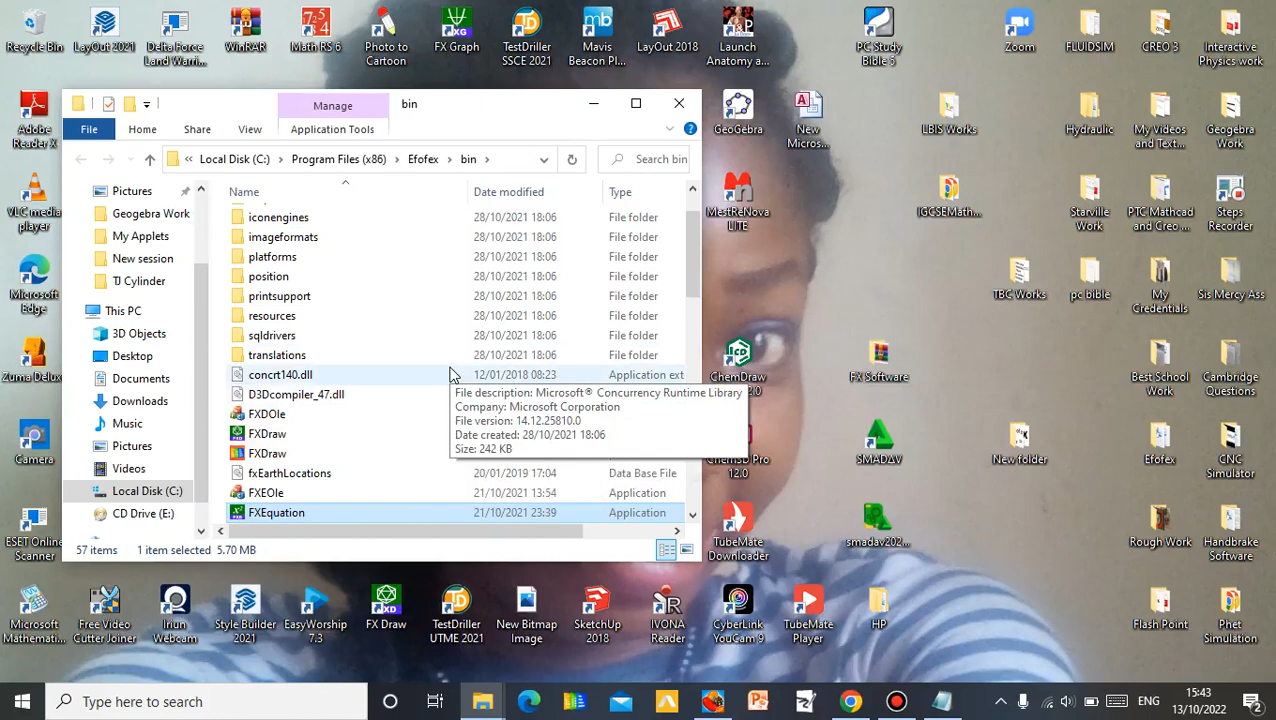 Recycle Bin
LayOut 2021
Delta Force
Land Warri...
WinRAR
Math RS 6
Photo to
Cartoon
FX Graph
TestDriller
SSCE 2021
Mavis
Beacon Pl...
LayOut 2018
Launch
Anatomy a...
PC Study
Bible 5
Zoom
FLUIDSIM
CREO 3
Interactive
Physics work
Manage
bin
File
Home
Share
View
Application Tools
Local Disk (C:)
Program Files (x86)
Efofex
bin
Search bin
Adobe
Reader X
GeoGebra
New
Micros...
LBIS Works
Hydraulic
My Videos
and Text...
Geogebra
Work
Pictures
Geogebra Work
My Applets
New session
TJ Cylinder
This PC
3D Objects
Desktop
Documents
Downloads
Music
Pictures
Videos
Local Disk (C:)
CD Drive (E:)
Name
Date modified
Type
iconengines
28/10/2021 18:06
File folder
imageformats
28/10/2021 18:06
File folder
platforms
28/10/2021 18:06
File folder
position
28/10/2021 18:06
File folder
printsupport
28/10/2021 18:06
File folder
resources
28/10/2021 18:06
File folder
sqldrivers
28/10/2021 18:06
File folder
translations
28/10/2021 18:06
File folder
concrt140.dll
12/01/2018 08:23
Application ext
D3Dcompiler_47.dll
FXDOle
FXDraw
FXDraw
fxEarthLocations
20/01/2019 17:04
Data Base File
FXEOle
21/10/2021 13:54
Application
FXEquation
21/10/2021 23:39
Application
File description: Microsoft® Concurrency Runtime Library
Company: Microsoft Corporation
File version: 14.12.25810.0
Date created: 28/10/2021 18:06
Size: 242 KB
57 items
1 item selected
5.70 MB
VLC media
player
MestReNova
LITE
IGCSEMath...
Starville
Work
PTC Mathcad
and Creo ...
Steps
Recorder
Microsoft
Edge
TBC Works
pc bible
My
Credentials
Sis Mercy Ass
Zuma Delux
ChemDraw
FX Software
Best School
Work
Cambridge
Questions
Camera
12.0
SMADΔV
New folder
Efofex
CNC
Simulator
ESET Online
Scanner
TubeMate
Downloader
smadav202...
Rough Work
Handbrake
Software
Microsoft
Mathemat...
Free Video
Cutter Joiner
Iriun
Webcam
Style Builder
2021
EasyWorship
7.3
FX Draw
TestDriller
UTME 2021
New Bitmap
Image
SketchUp
2018
IVONA
Reader
CyberLink
YouCam 9
TubeMate
Player
HP
Flash Point
Phet
Simulation
Type here to search
ENG
15:43
13/10/2022
2